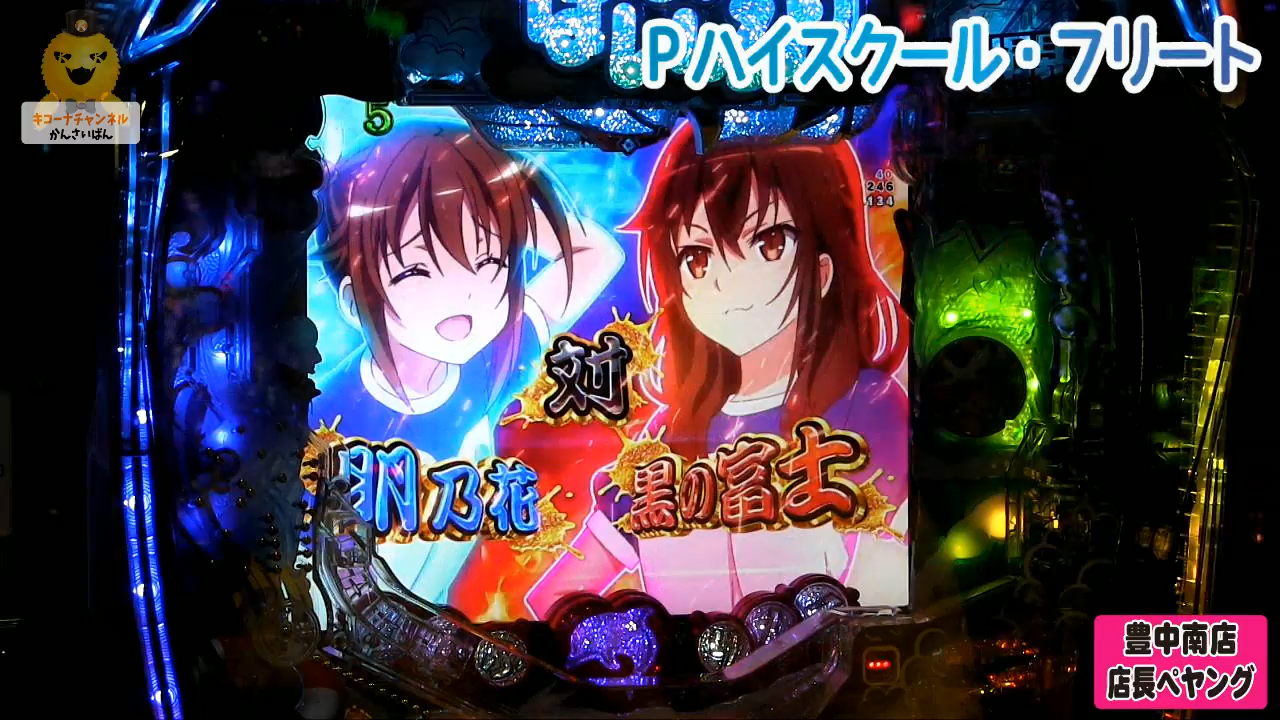 Pハイスクール・フリート
キコーナチャンネル
かんさいばん
5
40
246
134
対
明乃花
黒の富士
豊中南店
店長ペヤング